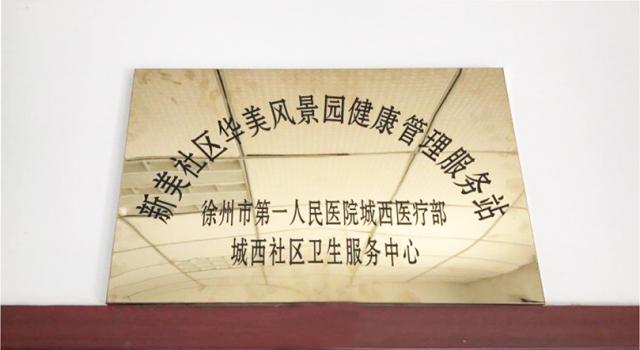 新美社区华美风景园健康管理服务站
徐州市第一人民医院城西医疗部
城西社区卫生服务中心